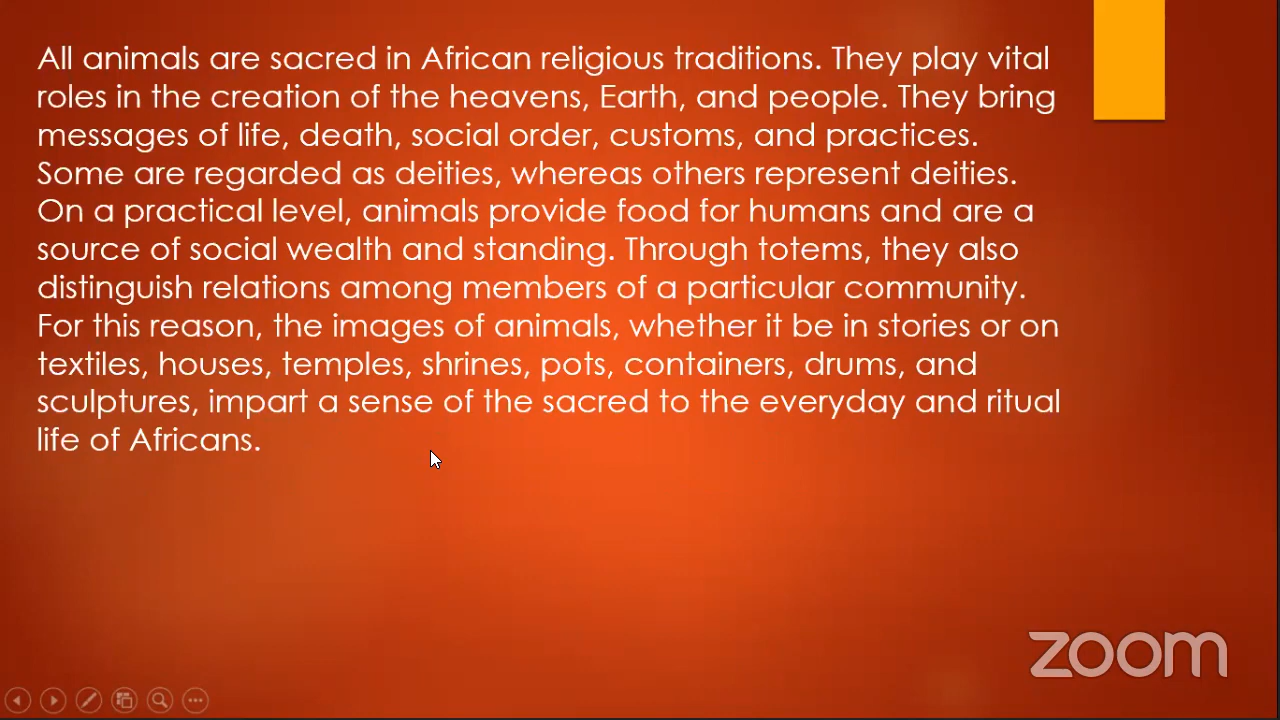 All animals are sacred in African religious traditions. They play vital
roles in the creation of the heavens, Earth, and people. They bring
messages of life, death, social order, customs, and practices.
Some are regarded as deities, whereas others represent deities.
On a practical level, animals provide food for humans and are a
source of social wealth and standing. Through totems, they also
distinguish relations among members of a particular community.
For this reason, the images of animals, whether it be in stories or on
textiles, houses, temples, shrines, pots, containers, drums, and
sculptures, impart a sense of the sacred to the everyday and ritual
life of Africans.
zoom